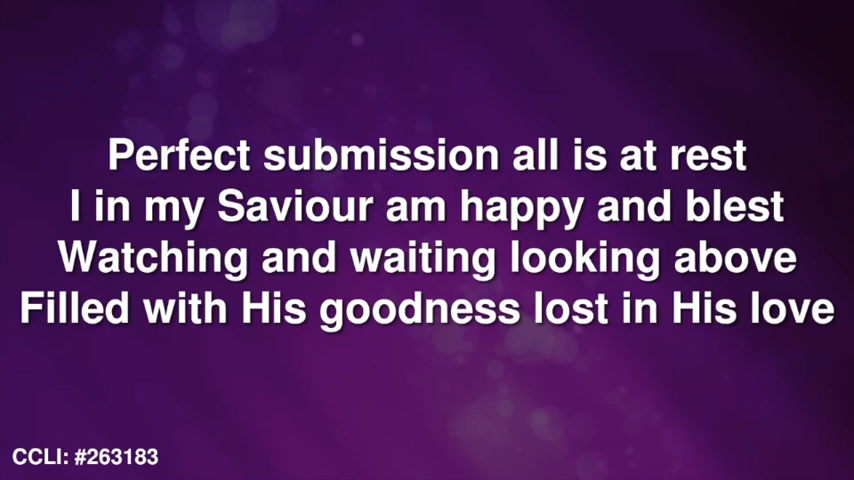 Perfect submission all is at rest
I in my Saviour am happy and blest
Watching and waiting looking above
Filled with His goodness lost in His love
CCLI: #263183